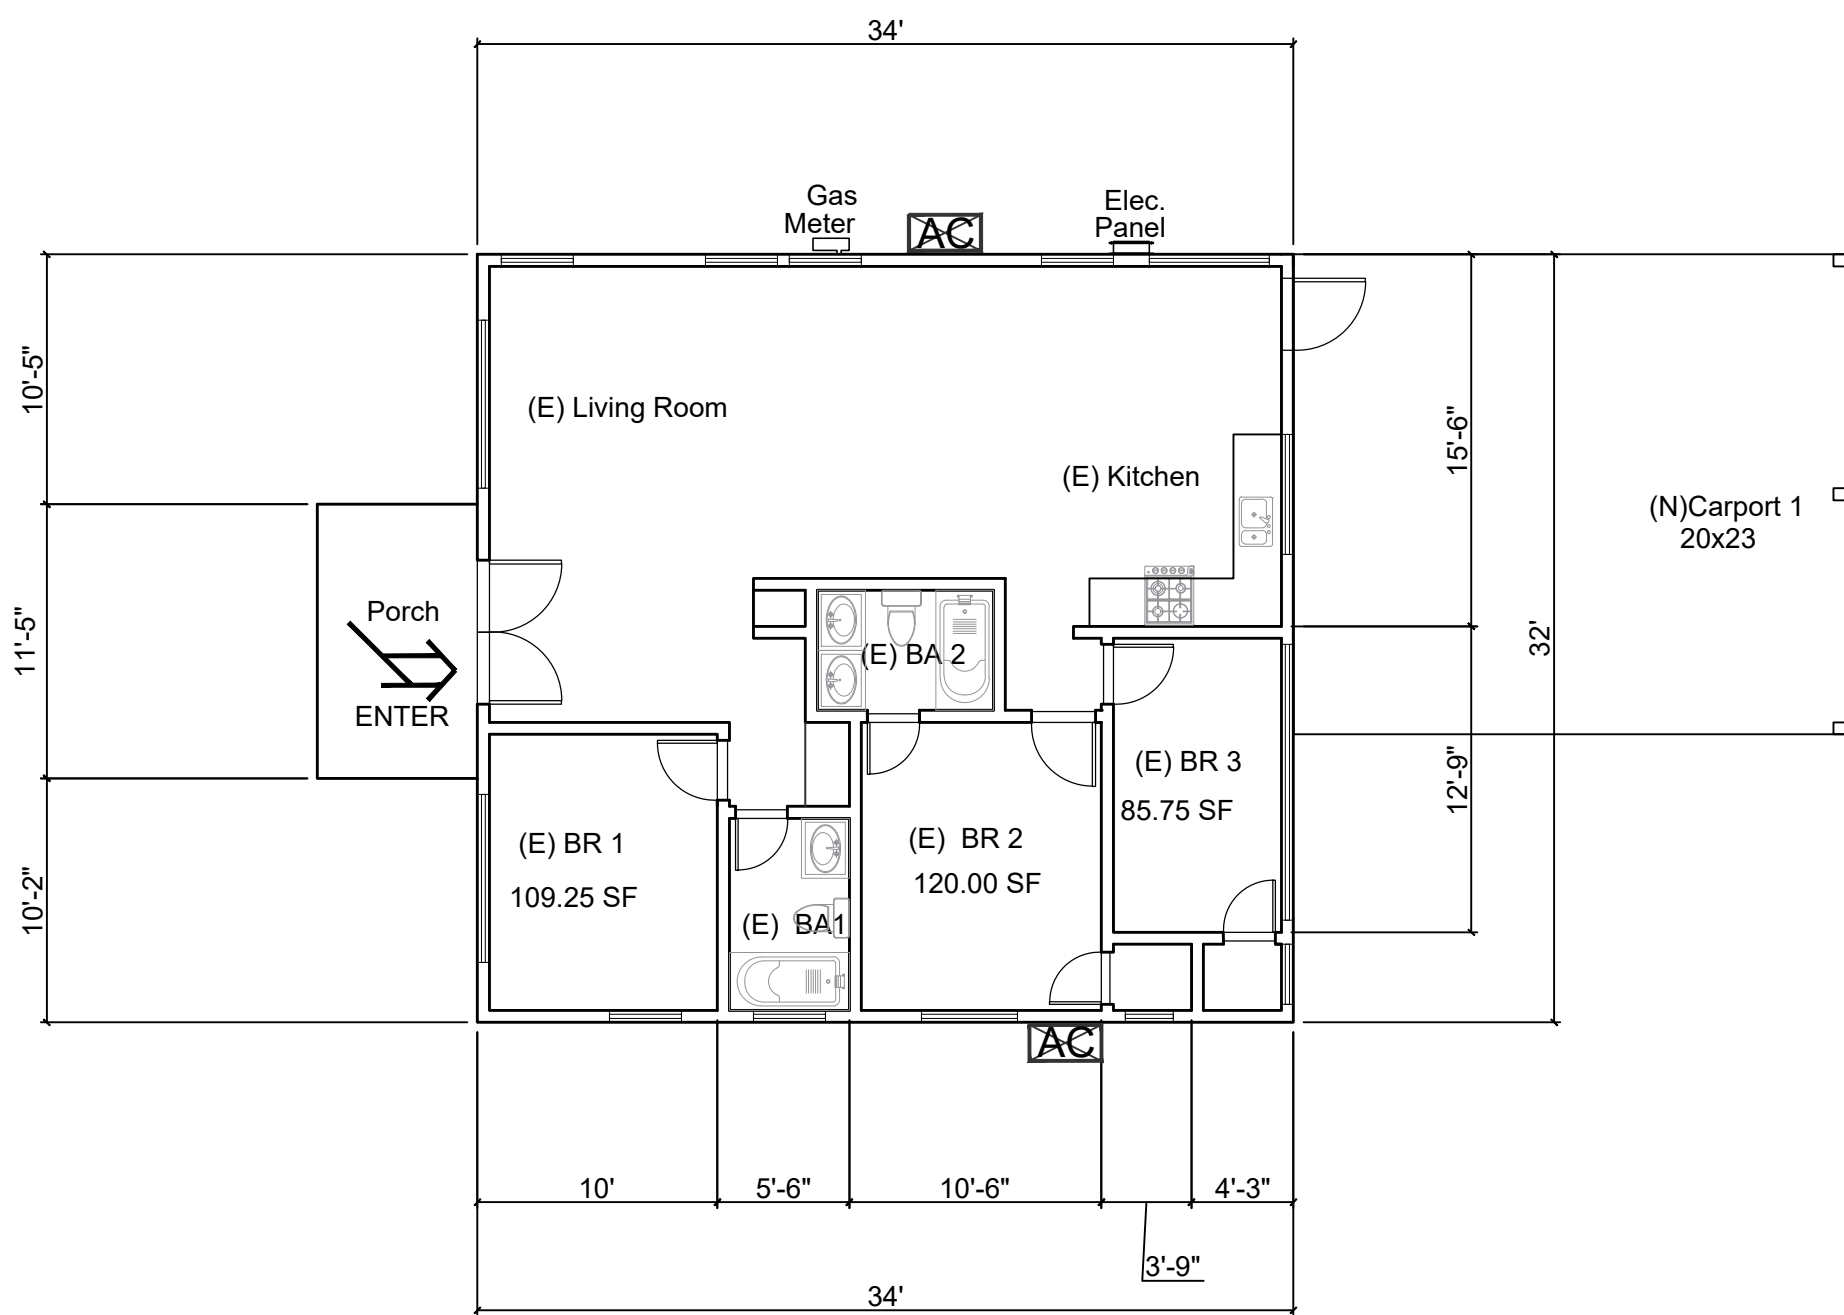 34'
Gas
Meter
AC
Elec.
Panel
10'-5"
(E) Living Room
15'-6"
(E) Kitchen
(N)Carport 1
20x23
Porch
11'-5"
(E) BA 2
32'
ENTER
(E) BR 3
85.75 SF
12'-9"
(E) BR 1
109.25 SF
(E)  BR 2
120.00 SF
10'-2"
(E)  BA1
AC
10'
5'-6"
10'-6"
4'-3"
3'-9"
34'